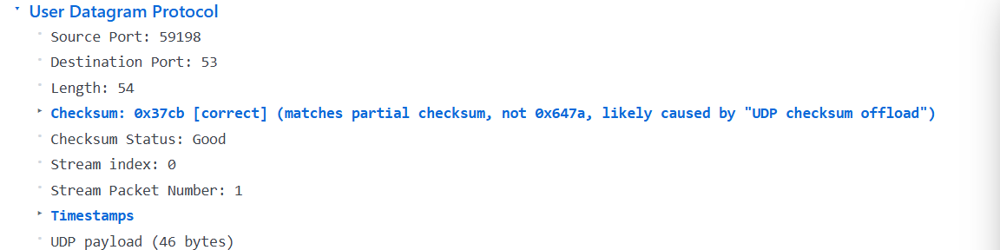 User Datagram Protocol
Source Port: 59198
Destination Port: 53
Length: 54
Checksum: 0x37cb [correct] (matches partial checksum, not 0x647a, likely caused by "UDP checksum offload")
Checksum Status: Good
Stream index: 0
Stream Packet Number: 1
Timestamps
UDP payload (46 bytes)